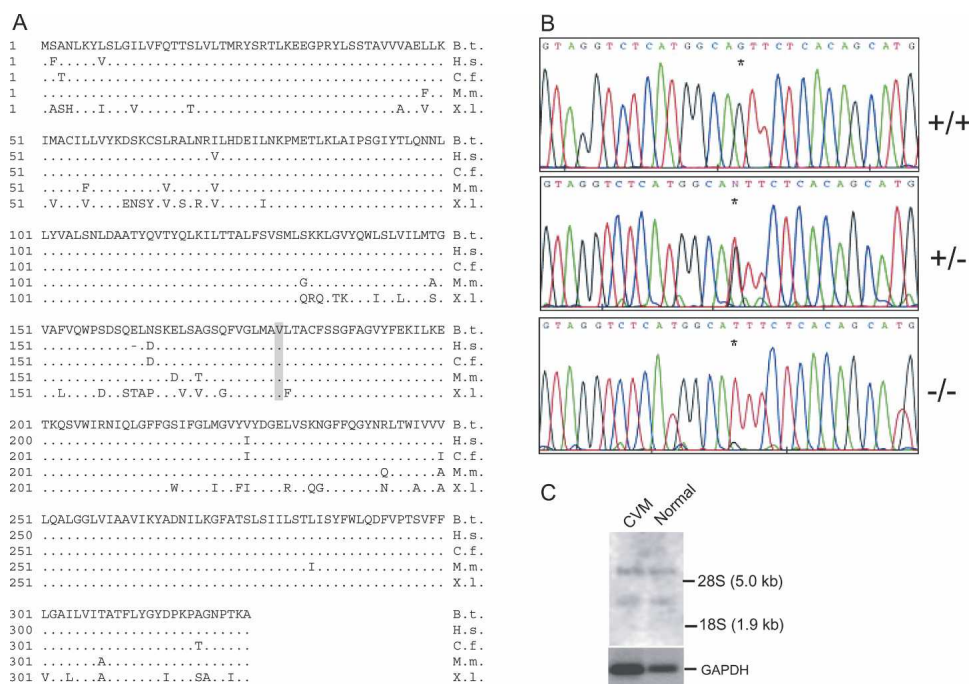 A
1 MSANLKYLSLGILVFQTTSLVLTMRYSRTLKEEGPRYLSSTAVVVAELLK B.t.
1 .F.....V.......................................... H.s.
1 ..T............................................... C.f.
1 ...............................................F.. M.m.
1 .ASH...I...V......T.........................A..V.. X.l.
51 IMACILLVYKDSKCSLRALNRILHDEILNKPMETLKLAIPSGIYTLQNNL B.t.
51 .....................V............................ H.s.
51 .................................................. C.f.
51 .....F.........V.....V............................ M.m.
51 .V...V....ENSY.V.S.R.V.....I...................... X.l.
101 LYVALSNLDAATYQVTYQLKILTTALFSVSMLSKKLGVYQWLSLVILMTG B.t.
101 .................................................. H.s.
101 .................................................. C.f.
101 ................................G...............A. M.m.
101 ................................QRQ.TK...I..L...S. X.l.
151 VAFVQWPSDSQELNSKELSAGSQFVGLMAVLTACFSSGFAGVYFEKILKE B.t.
151 ...........-.D.................................... H.s.
151 .............D.................................... C.f.
151 ................D..T.............................. M.m.
151 ..L....D..STAP...V.V..G.......F................... X.l.
201 TKQSVWIRNIQLGFFGSIFGLMGVYVYDGELVSKNGFFQGYNRLTWIVVV B.t.
200 .........................I........................ H.s.
201 .........................I.......................I C.f.
201 ..........................................Q......A M.m.
201 ................W....I..FI....R..QG.......N...A..A X.l.
251 LQALGGLVIAAVIKYADNILKGFATSLSIILSTLISYFWLQDFVPTSVFF B.t.
250 .................................................. H.s.
251 .................................................. C.f.
251 .................................I................ M.m.
251 .................................................. X.l.
301 LGAILVITATFLYGYDPKPAGNPTKA B.t.
300 .......................... H.s.
301 ...................T...... C.f.
301 .......A.................. M.m.
301 V..L...A.......D...SA..I.. X.l.
B
GTAGGTCTCATGGCAGTTCTCACAGCATG
*
+/+
GTAGGTCTCATGGCANTTCTCACAGCATG
*
+/-
GTAGGTCTCATGGCATTTCTCACAGCATG
*
-/-
C
CVM Normal
28S (5.0 kb)
18S (1.9 kb)
GAPDH